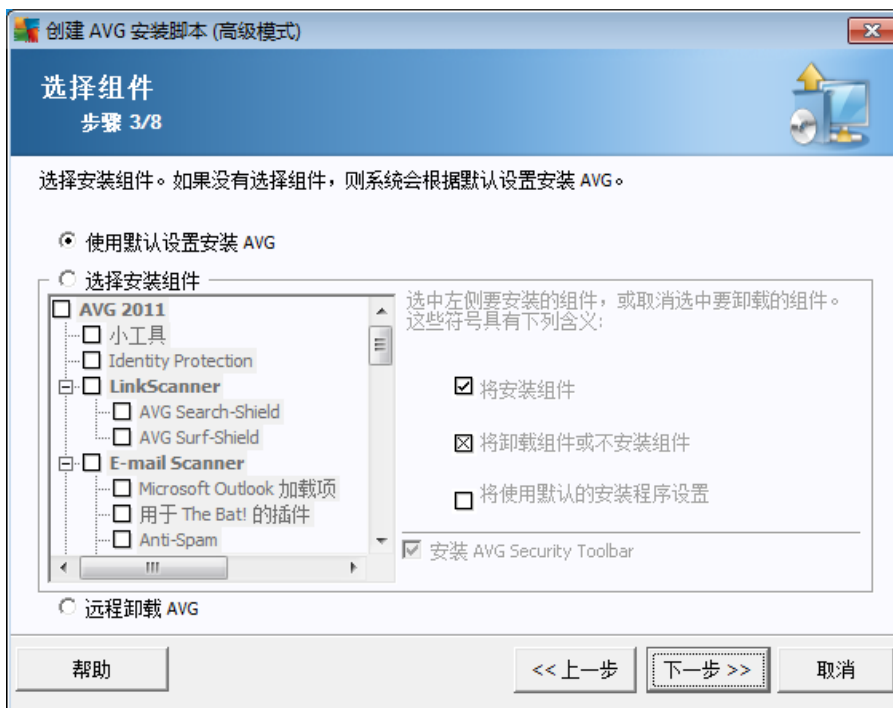 创建 AVG 安装脚本 (高级模式)
选择组件
步骤 3/8
选择安装组件。如果没有选择组件，则系统会根据默认设置安装 AVG。
使用默认设置安装 AVG
选择安装组件
AVG 2011
小工具
Identity Protection
LinkScanner
AVG Search-Shield
AVG Surf-Shield
E-mail Scanner
Microsoft Outlook 加载项
用于 The Bat! 的插件
Anti-Spam
选中左侧要安装的组件，或取消选中要卸载的组件。
这些符号具有下列含义:
将安装组件
将卸载组件或不安装组件
将使用默认的安装程序设置
安装 AVG Security Toolbar
远程卸载 AVG
帮助
<< 上一步
下一步 >>
取消